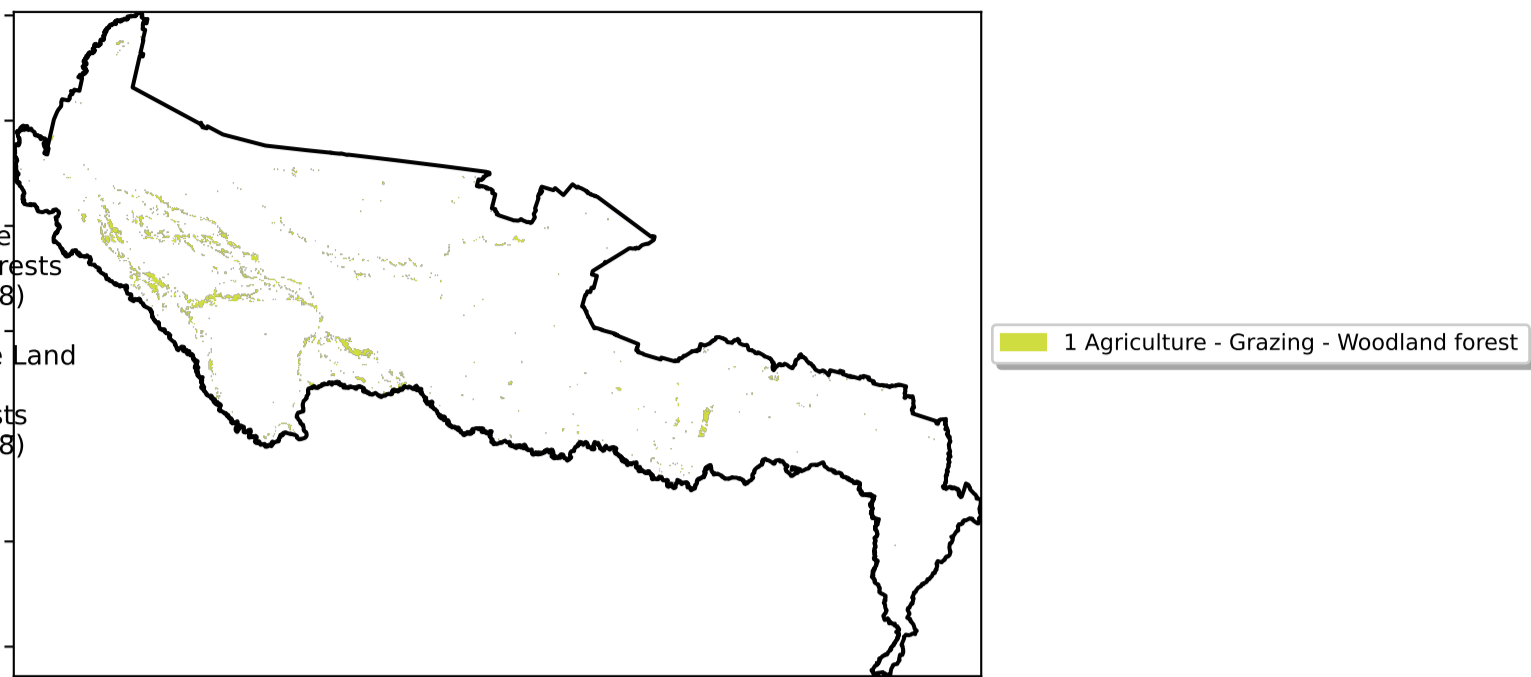 e
rests
8)
e Land
sts
8)
1 Agriculture - Grazing - Woodland forest